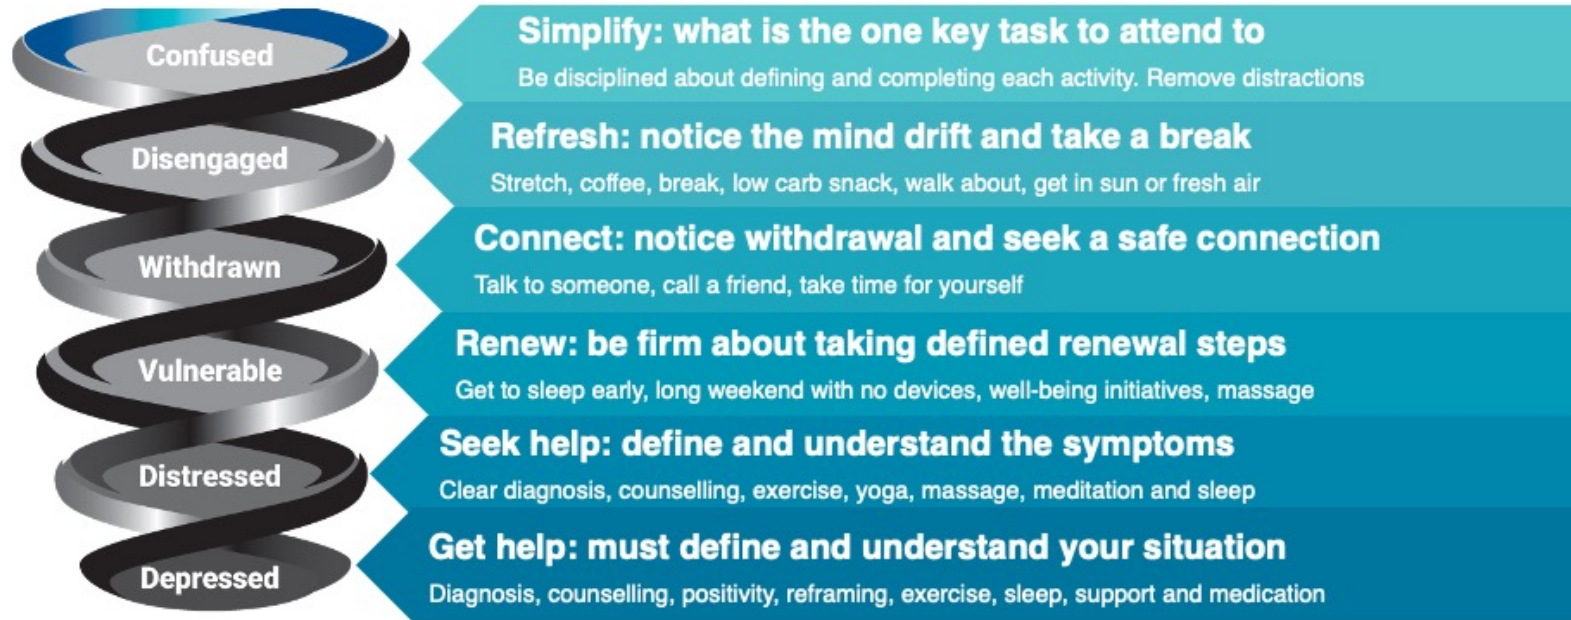 Confused
Simplify: what is the one key task to attend to
Be disciplined about defining and completing each activity. Remove distractions
Disengaged
Refresh: notice the mind drift and take a break
Stretch, coffee, break, low carb snack, walk about, get in sun or fresh air
Withdrawn
Connect: notice withdrawal and seek a safe connection
Talk to someone, call a friend, take time for yourself
Vulnerable
Renew: be firm about taking defined renewal steps
Get to sleep early, long weekend with no devices, well-being initiatives, massage
Distressed
Seek help: define and understand the symptoms
Clear diagnosis, counselling, exercise, yoga, massage, meditation and sleep
Depressed
Get help: must define and understand your situation
Diagnosis, counselling, positivity, reframing, exercise, sleep, support and medication